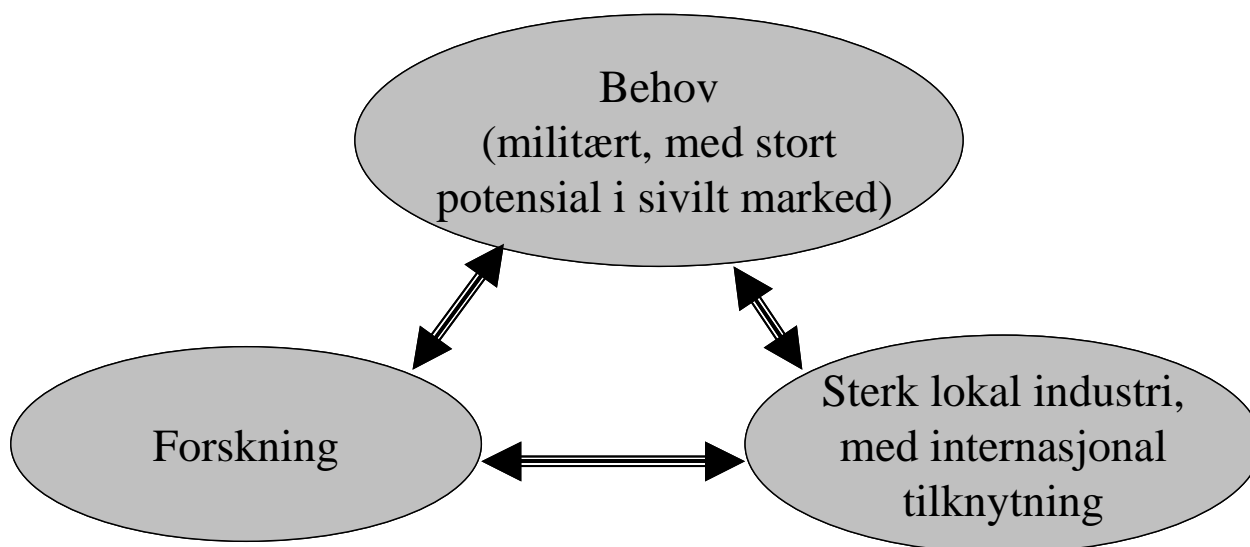 Behov
(militært, med stort
potensial i sivilt marked)
Forskning
Sterk lokal industri,
med internasjonal
tilknytning